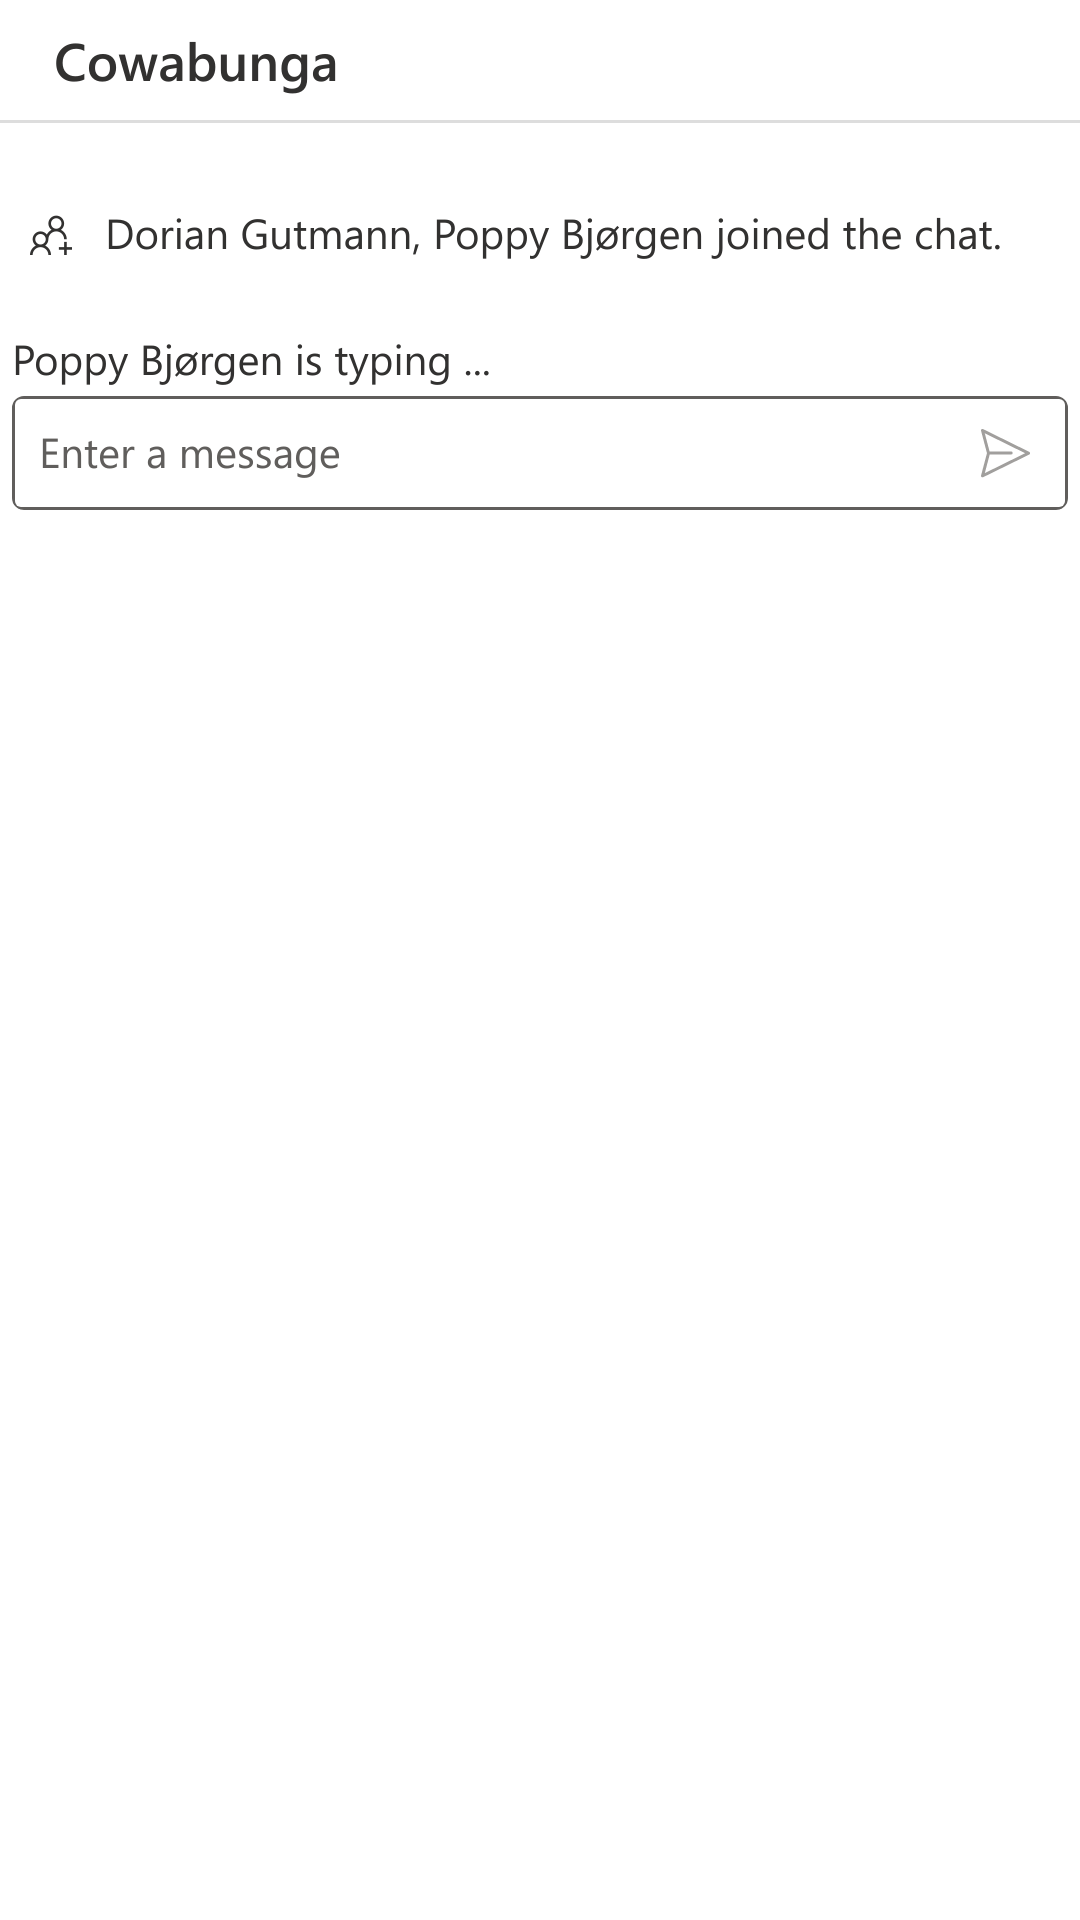 Cowabunga
Dorian Gutmann, Poppy Bjørgen joined the chat.
Poppy Bjørgen is typing ...
Enter a message